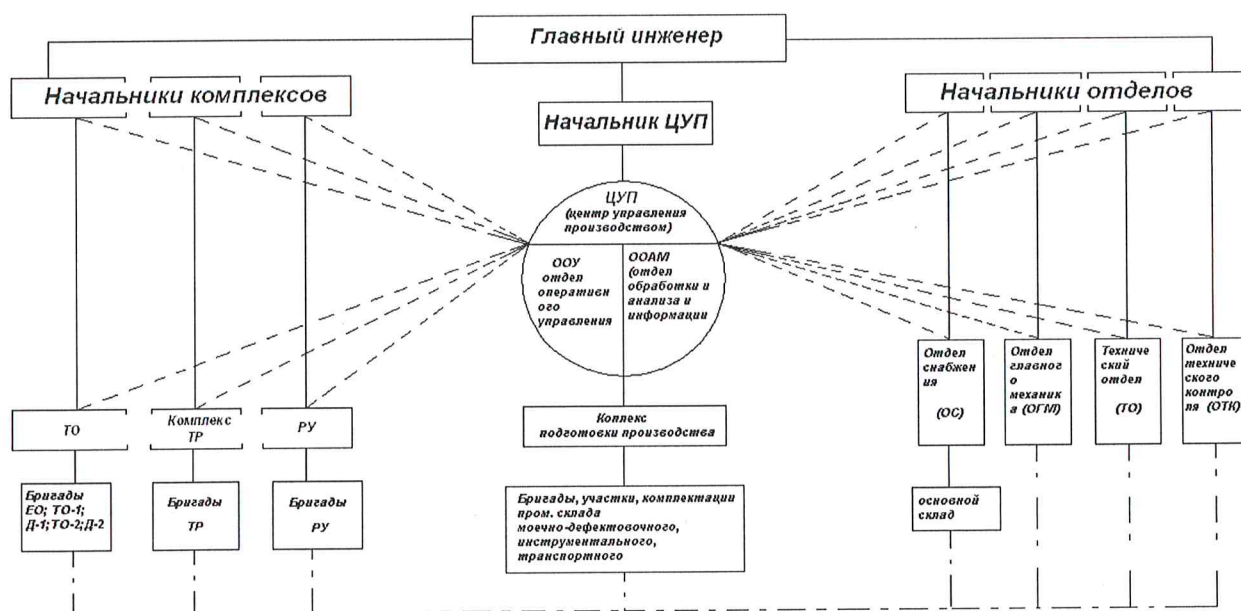 Главный инженер
Начальники комплексов
Начальник ЦУП
Начальники отделов
ЦУП
(центр управления
производством)
ООУ
отдел
оперативн
ого
управления
ООАМ
(отдел
обработки и
анализа и
информации
ТО
Комплекс
ТР
РУ
Коплекс
подготовки производства
Отдел
снабжен
ия
(ОС)
Отдел
главног
о
механик
а (ОГМ)
Техниче
ский
отдел
(ТО)
Отдел
техниче
ского
контро
ля (ОТК)
Бригады
ЕО; ТО-1;
Д-1;ТО-2;Д-2
Бригады
ТР
Бригады
РУ
Бригады, участки, комплектации
пром. склада
моечно-дефектовочного,
инструментального,
транспортного
основной
склад